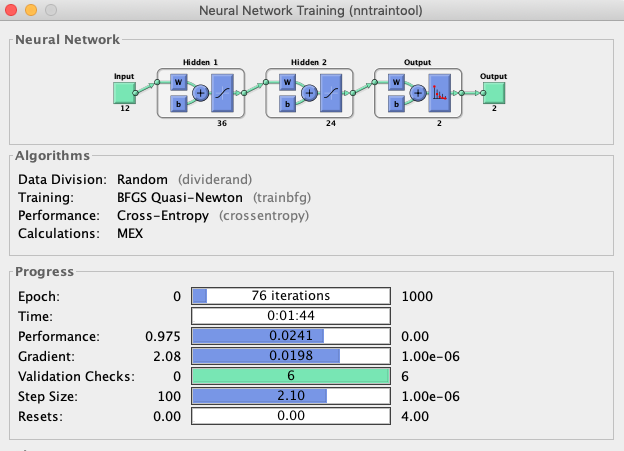 Neural Network Training (nntraintool)
Neural Network
Hidden 1 Hidden 2 Output
Input Output
W W W
b b b
12 36 24 2 2
Algorithms
Data Division: Random (dividerand)
Training: BFGS Quasi-Newton (trainbfg)
Performance: Cross-Entropy (crossentropy)
Calculations: MEX
Progress
Epoch: 0 76 iterations 1000
Time: 0:01:44
Performance: 0.975 0.0241 0.00
Gradient: 2.08 0.0198 1.00e-06
Validation Checks: 0 6 6
Step Size: 100 2.10 1.00e-06
Resets: 0.00 0.00 4.00